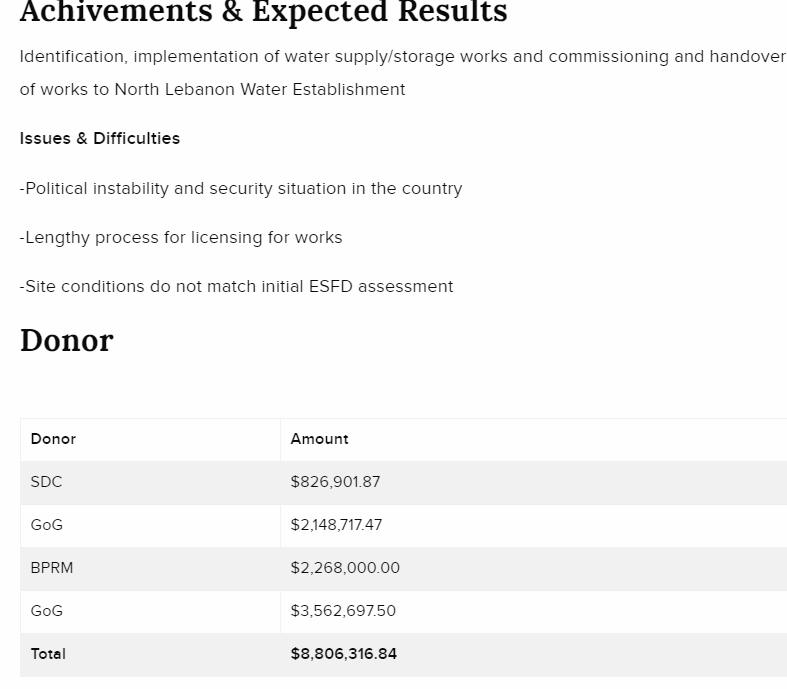 Achivements & Expected Results
Identification, implementation of water supply/storage works and commissioning and handover
of works to North Lebanon Water Establishment
Issues & Difficulties
-Political instability and security situation in the country
-Lengthy process for licensing for works
-Site conditions do not match initial ESFD assessment
Donor
Donor Amount
SDC $826,901.87
GoG $2,148,717.47
BPRM $2,268,000.00
GoG $3,562,697.50
Total $8,806,316.84